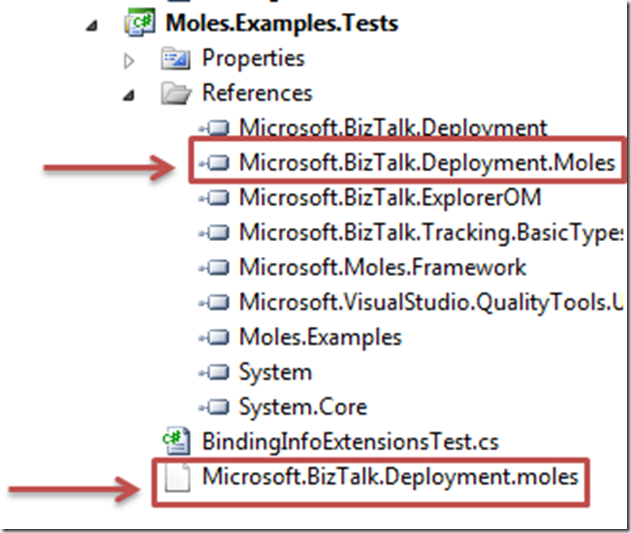 Moles.Examples.Tests
Properties
References
Microsoft.BizTalk.Deployment
Microsoft.BizTalk.Deployment.Moles
Microsoft.BizTalk.ExplorerOM
Microsoft.BizTalk.Tracking.BasicTypes
Microsoft.Moles.Framework
Microsoft.VisualStudio.QualityTools.U
Moles.Examples
System
System.Core
C# BindingInfoExtensionsTest.cs
Microsoft.BizTalk.Deployment.moles